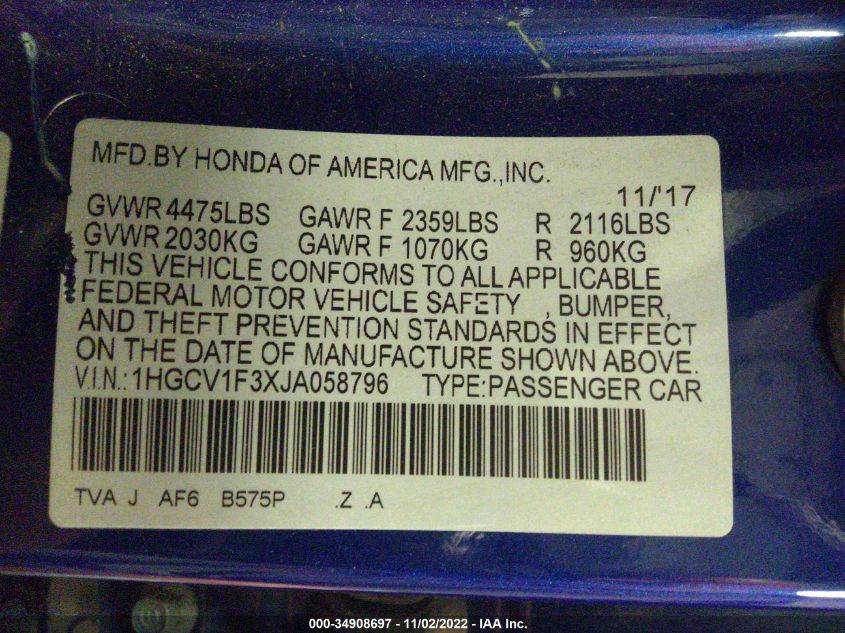 MFD.BY HONDA OF AMERICA MFG.,INC.
11/'17
GVWR 4475LBS GAWR F 2359LBS R 2116LBS
GVWR 2030KG GAWR F 1070KG R 960KG
THIS VEHICLE CONFORMS TO ALL APPLICABLE
FEDERAL MOTOR VEHICLE SAFETY , BUMPER,
AND THEFT PREVENTION STANDARDS IN EFFECT
ON THE DATE OF MANUFACTURE SHOWN ABOVE.
V.I.N.:1HGCV1F3XJA058796 TYPE:PASSENGER CAR
TVA J AF6 B575P .Z .A
000-34908697 - 11/02/2022 - IAA Inc.